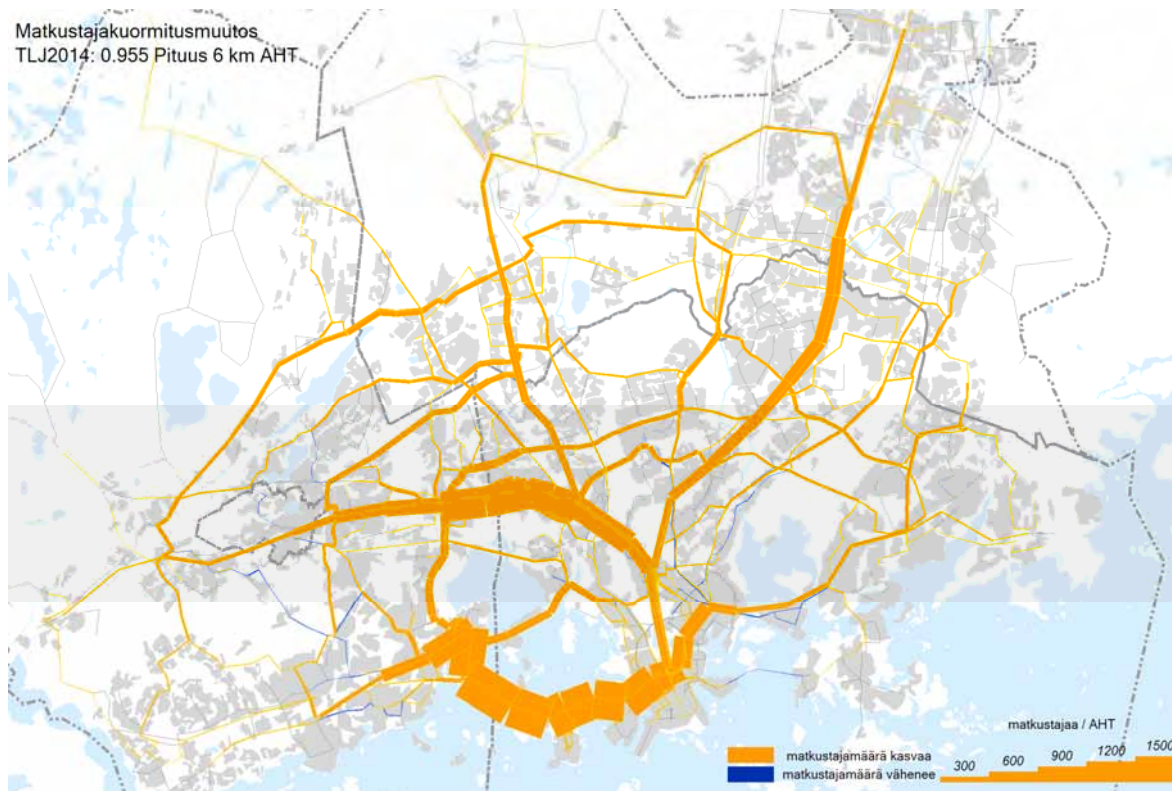 Matkustajakuormitusmuutos
TLJ2014: 0.955 Pituus 6 km AHT
matkustajaa / AHT
matkustajamäärä kasvaa
matkustajamäärä vähenee
300 600 900 1200 1500